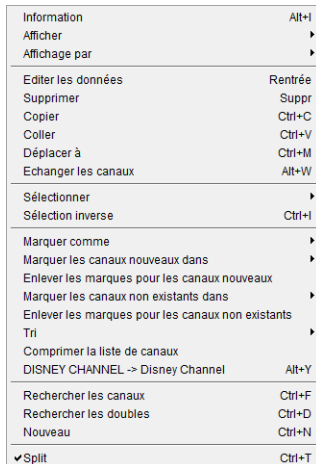 Information Alt+I
Afficher
Affichage par
Editer les données Rentrée
Supprimer Suppr
Copier Ctrl+C
Coller Ctrl+V
Déplacer à Ctrl+M
Echanger les canaux Alt+W
Sélectionner
Sélection inverse Ctrl+I
Marquer comme
Marquer les canaux nouveaux dans
Enlever les marques pour les canaux nouveaux
Marquer les canaux non existants dans
Enlever les marques pour les canaux non existants
Tri
Comprimer la liste de canaux
DISNEY CHANNEL -> Disney Channel Alt+Y
Rechercher les canaux Ctrl+F
Rechercher les doubles Ctrl+D
Nouveau Ctrl+N
Split Ctrl+T